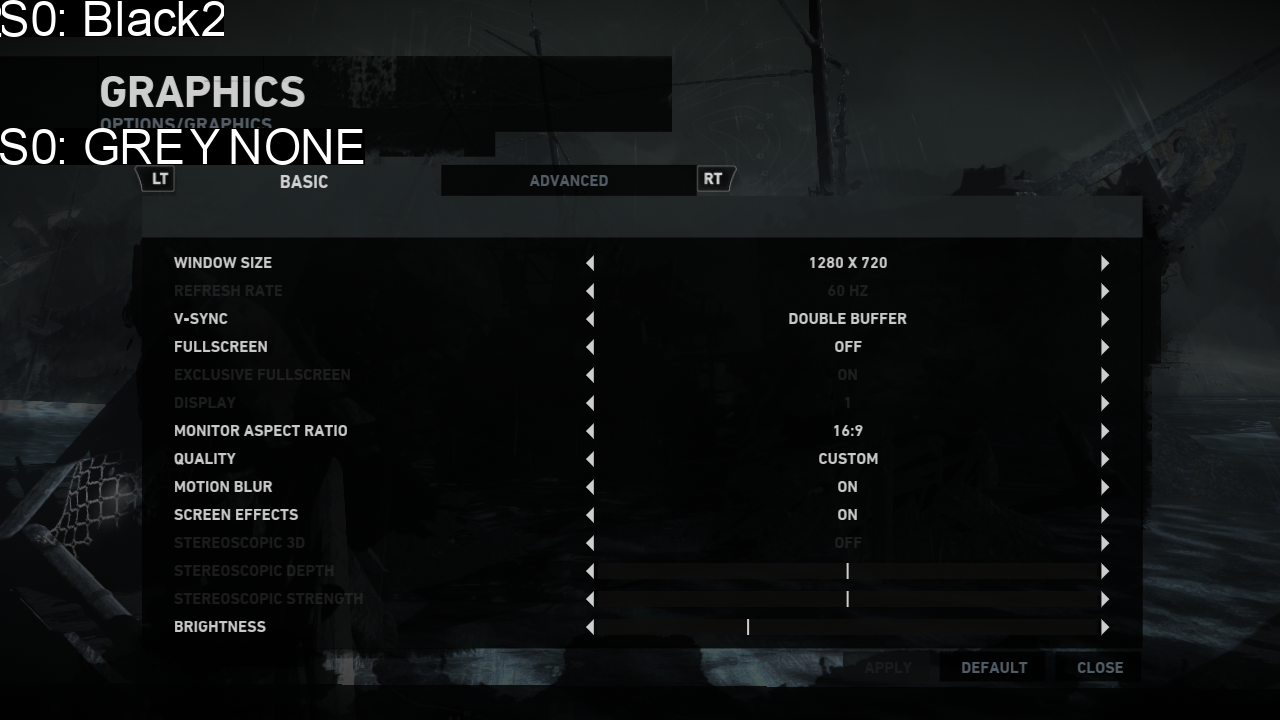 S0: Black2
GRAPHICS
OPTIONS/GRAPHICS
S0: GREY NONE
LT BASIC ADVANCED RT
WINDOW SIZE 1280 X 720
REFRESH RATE 60 HZ
V-SYNC DOUBLE BUFFER
FULLSCREEN OFF
EXCLUSIVE FULLSCREEN ON
DISPLAY 1
MONITOR ASPECT RATIO 16:9
QUALITY CUSTOM
MOTION BLUR ON
SCREEN EFFECTS ON
STEREOSCOPIC 3D OFF
STEREOSCOPIC DEPTH
STEREOSCOPIC STRENGTH
BRIGHTNESS
APPLY DEFAULT CLOSE